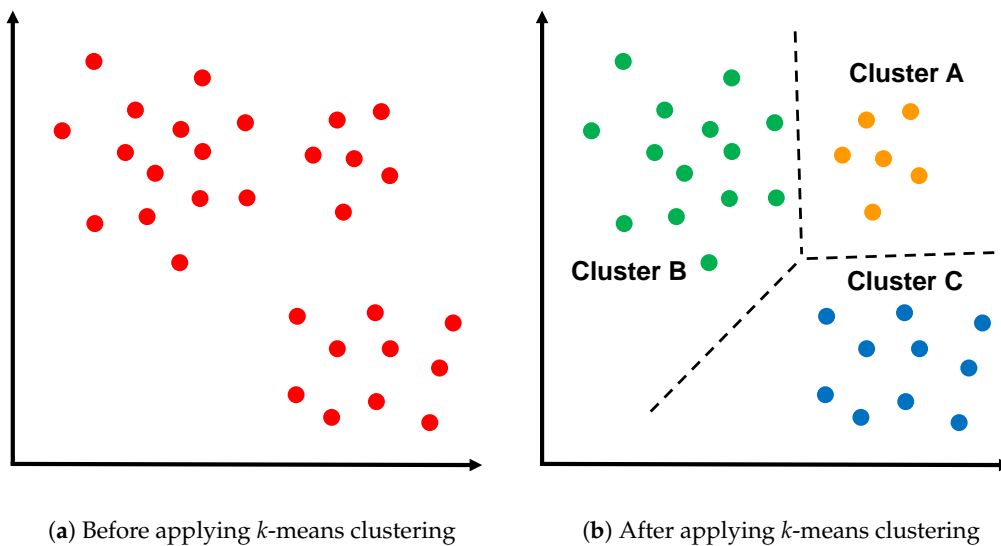 Cluster A
Cluster B
Cluster C
(a) Before applying k-means clustering
(b) After applying k-means clustering